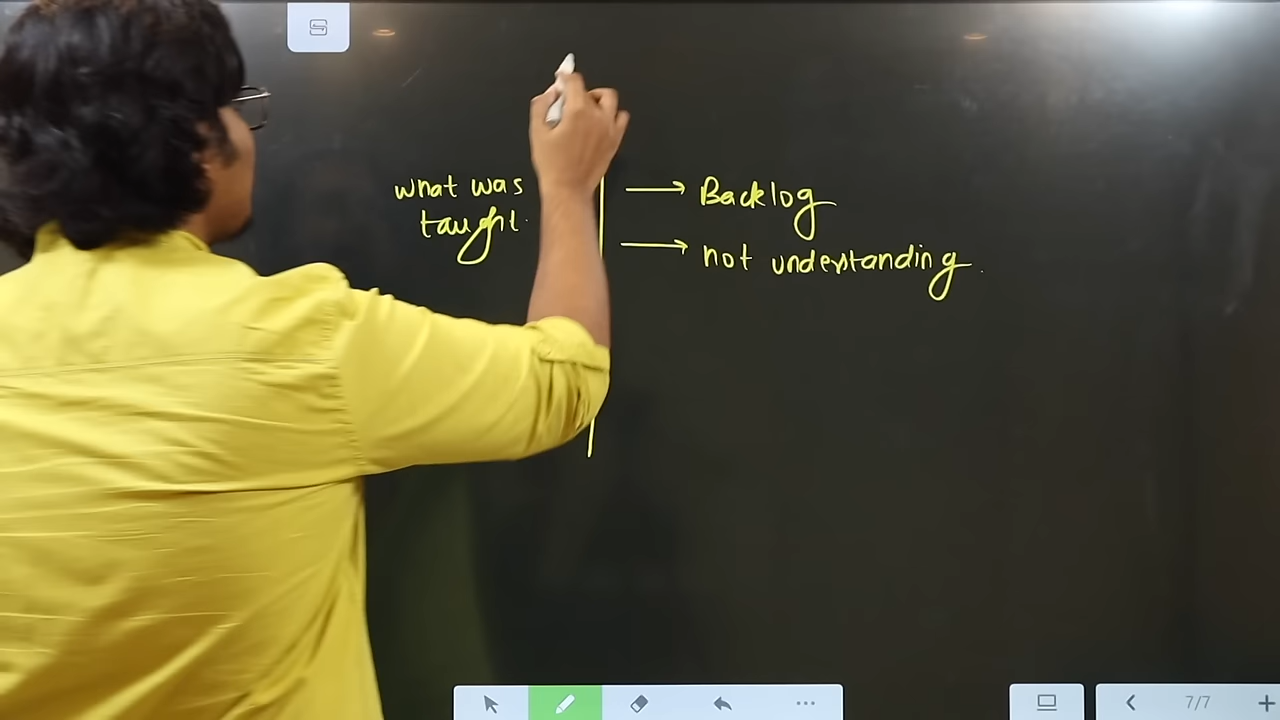 what was
taught.
→ Backlog
→ not understanding.
7/7